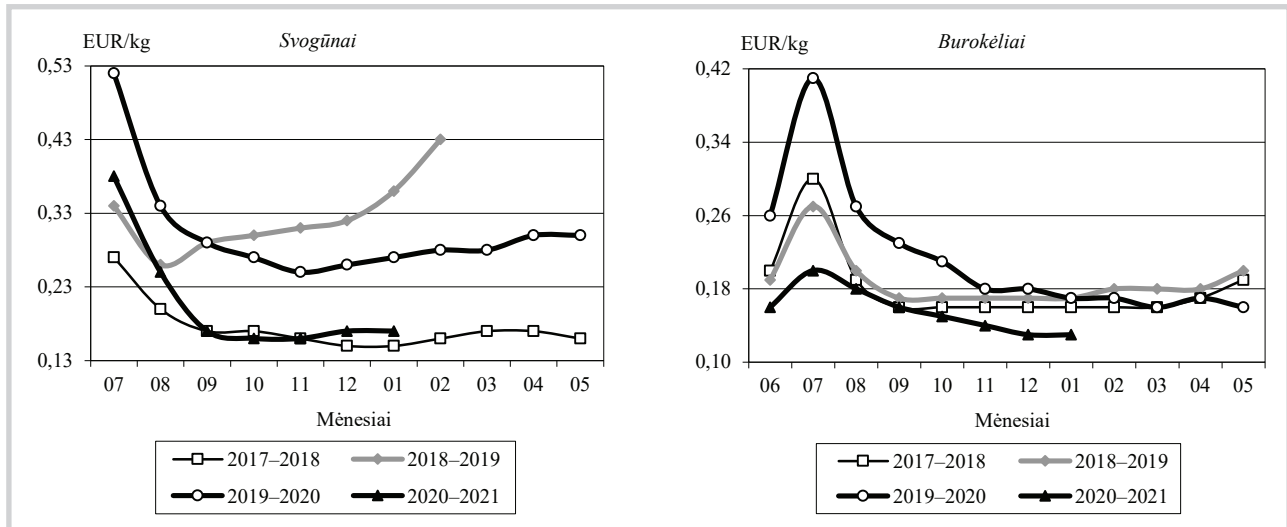 EUR/kg Svogūnai
0,53
0,43
0,33
0,23
0,13
07 08 09 10 11 12 01 02 03 04 05
Mėnesiai
2017–2018 2018–2019
2019–2020 2020–2021
EUR/kg Burokėliai
0,42
0,34
0,26
0,18
0,10
06 07 08 09 10 11 12 01 02 03 04 05
Mėnesiai
2017–2018 2018–2019
2019–2020 2020–2021